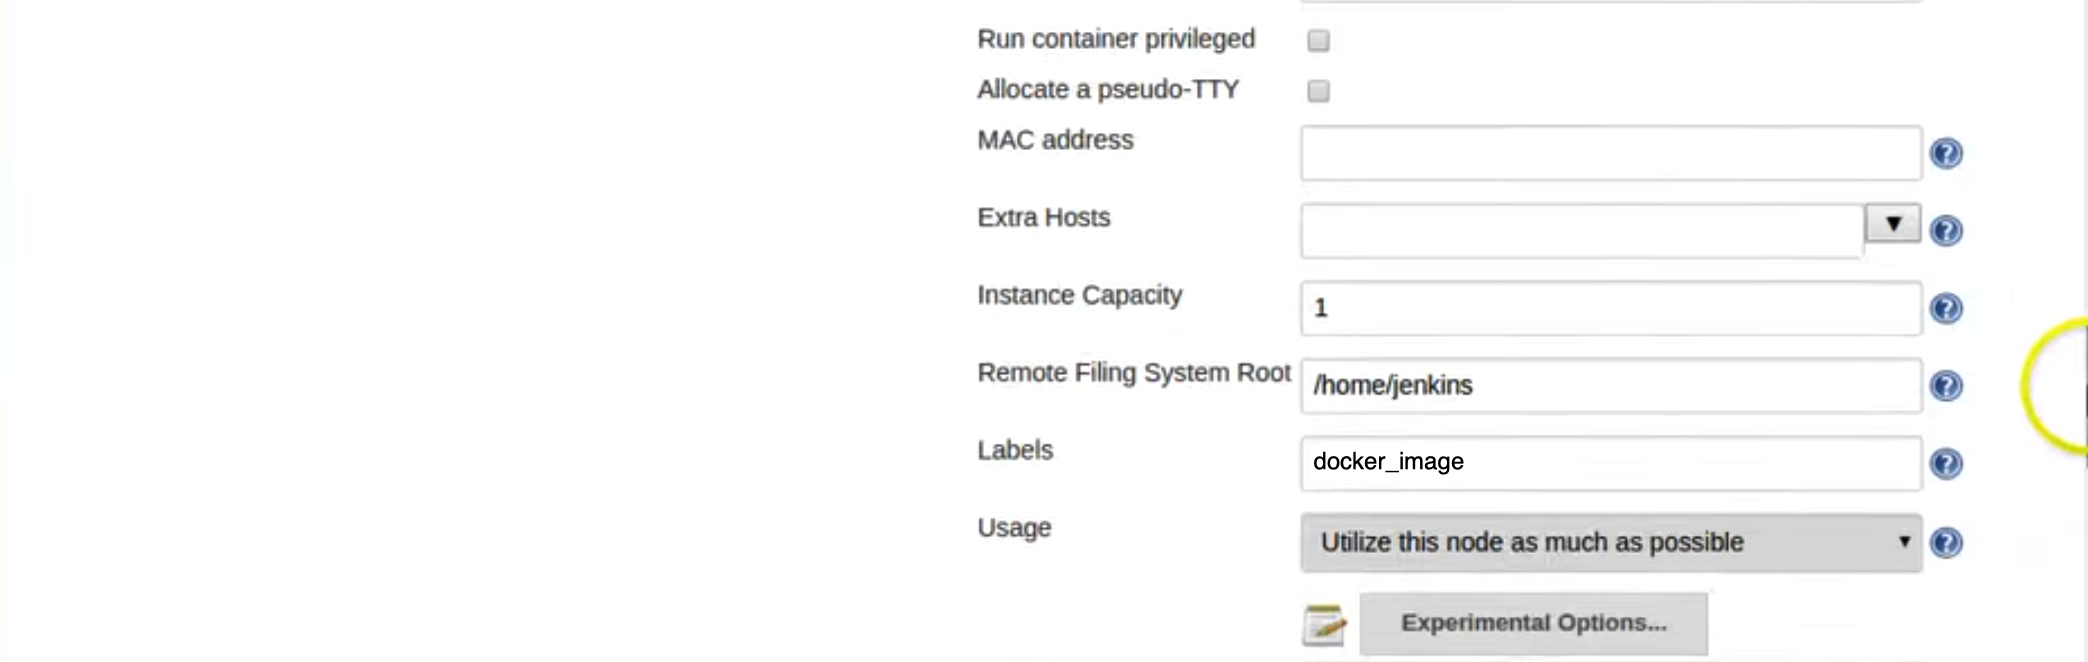 Run container privileged
Allocate a pseudo-TTY
MAC address
Extra Hosts
Instance Capacity 1
Remote Filing System Root /home/jenkins
Labels docker_image
Usage Utilize this node as much as possible
Experimental Options...